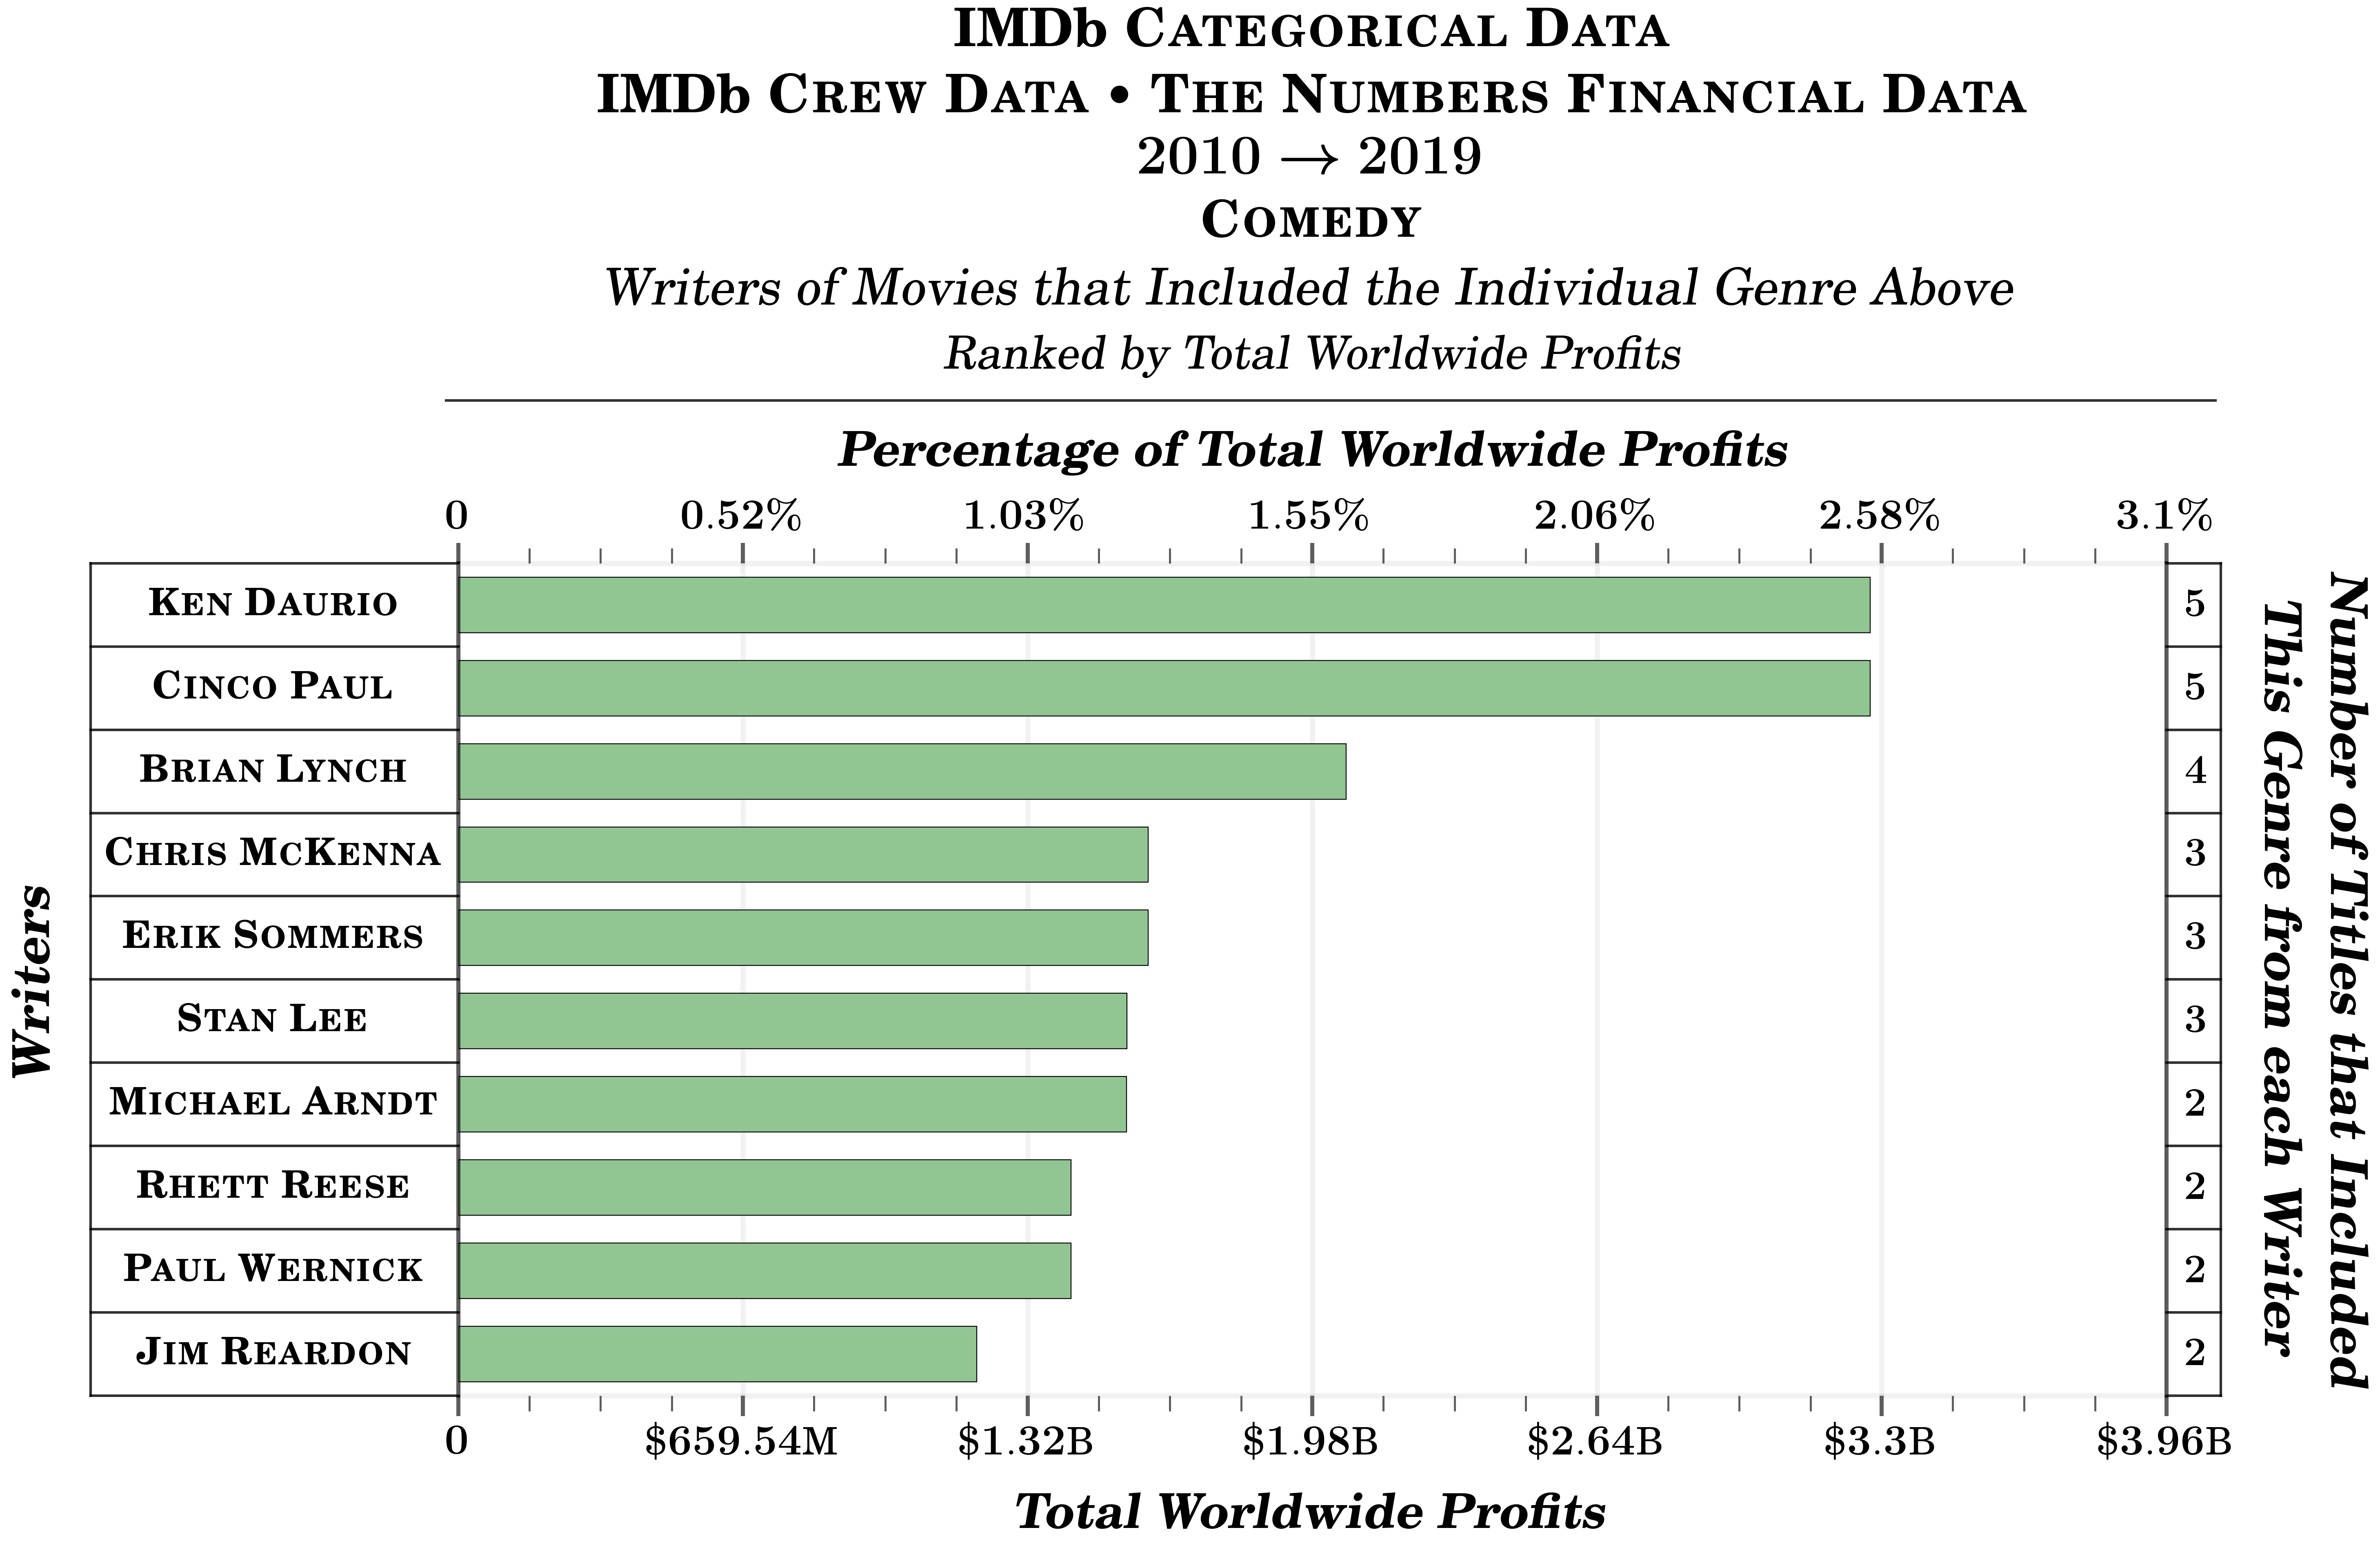 IMDb Categorical Data
IMDb Crew Data • The Numbers Financial Data
2010 → 2019
Comedy
Writers of Movies that Included the Individual Genre Above
Ranked by Total Worldwide Profits
Percentage of Total Worldwide Profits
0 0.52% 1.03% 1.55% 2.06% 2.58% 3.1%
Writers
Ken Daurio 5
Cinco Paul 5
Brian Lynch 4
Chris McKenna 3
Erik Sommers 3
Stan Lee 3
Michael Arndt 2
Rhett Reese 2
Paul Wernick 2
Jim Reardon 2
Number of Titles that Included
This Genre from each Writer
0 $659.54M $1.32B $1.98B $2.64B $3.3B $3.96B
Total Worldwide Profits